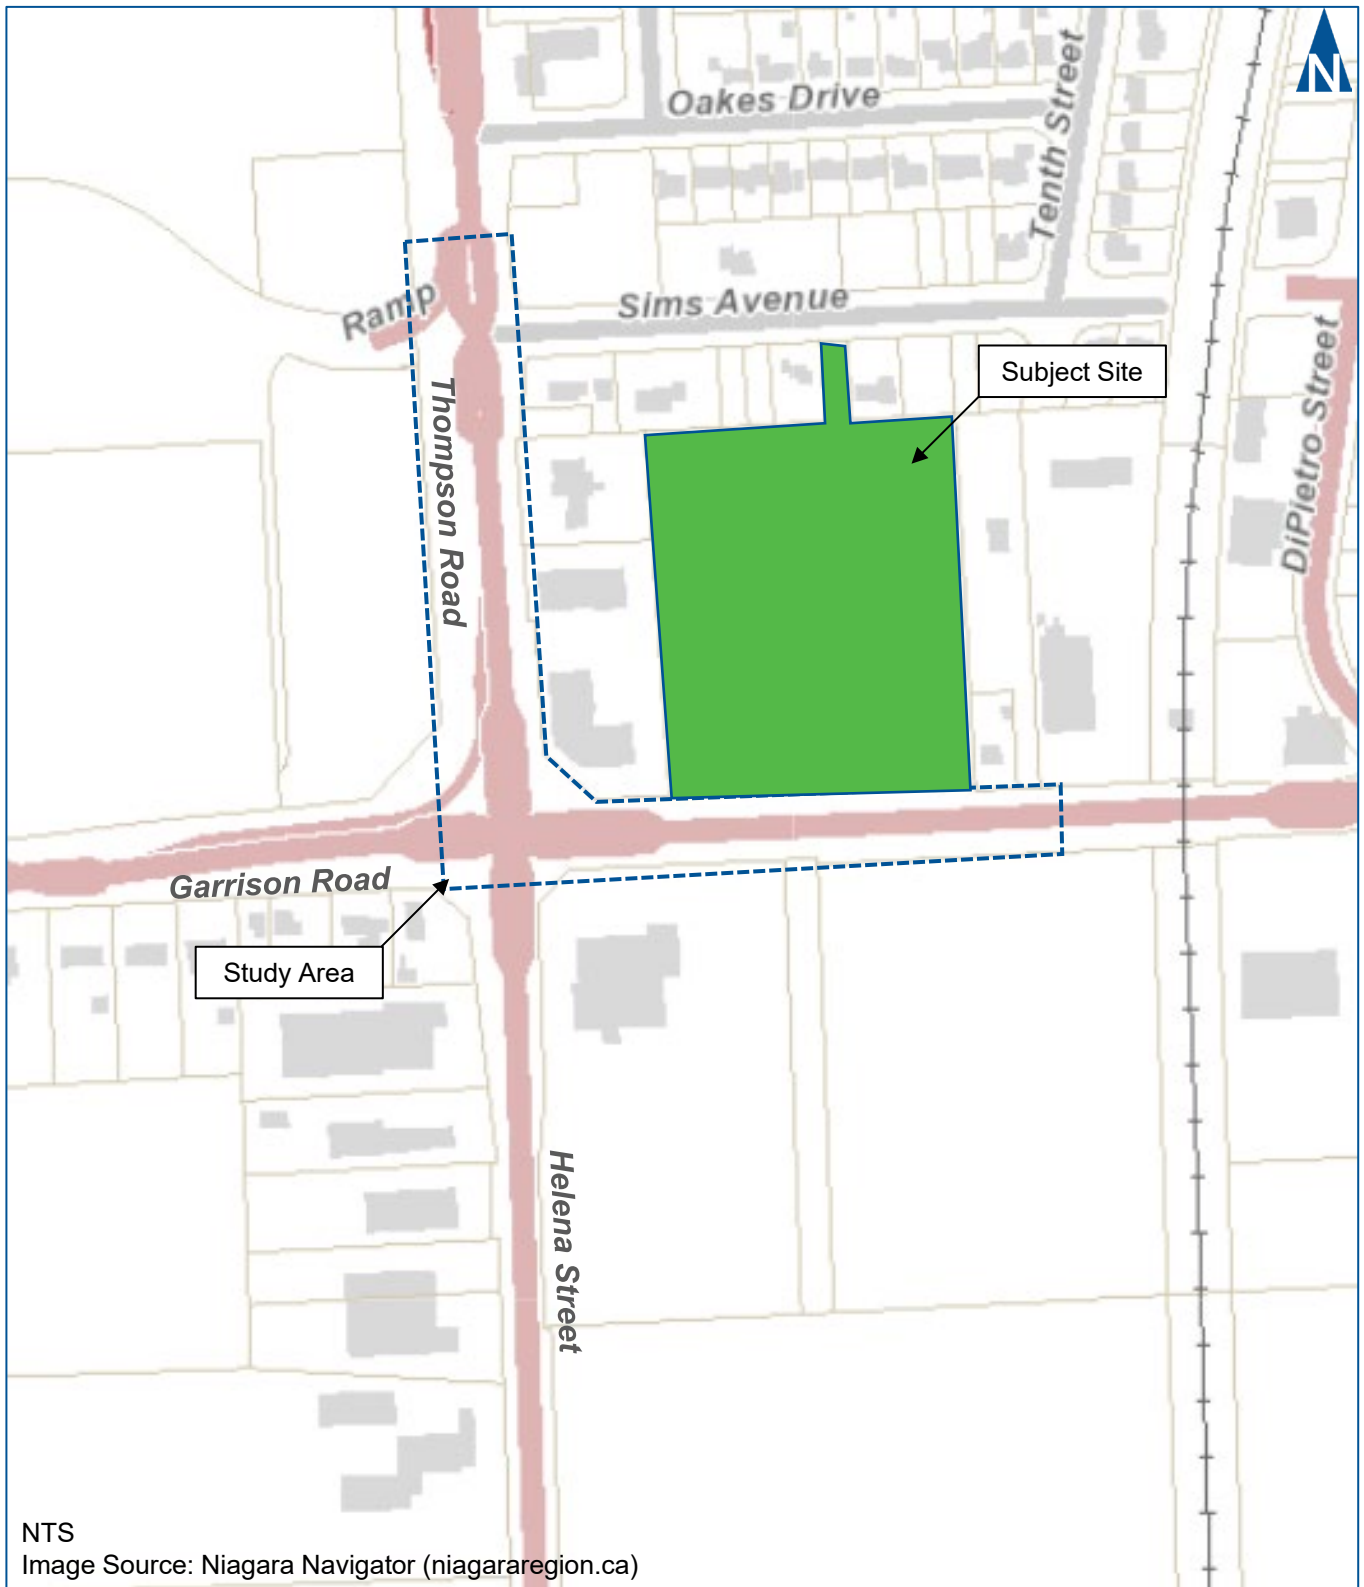 N
Oakes Drive
Tenth Street
Ramp
Sims Avenue
Subject Site
DiPietro Street
Thompson Road
Garrison Road
Study Area
Helena Street
NTS
Image Source: Niagara Navigator (niagararegion.ca)